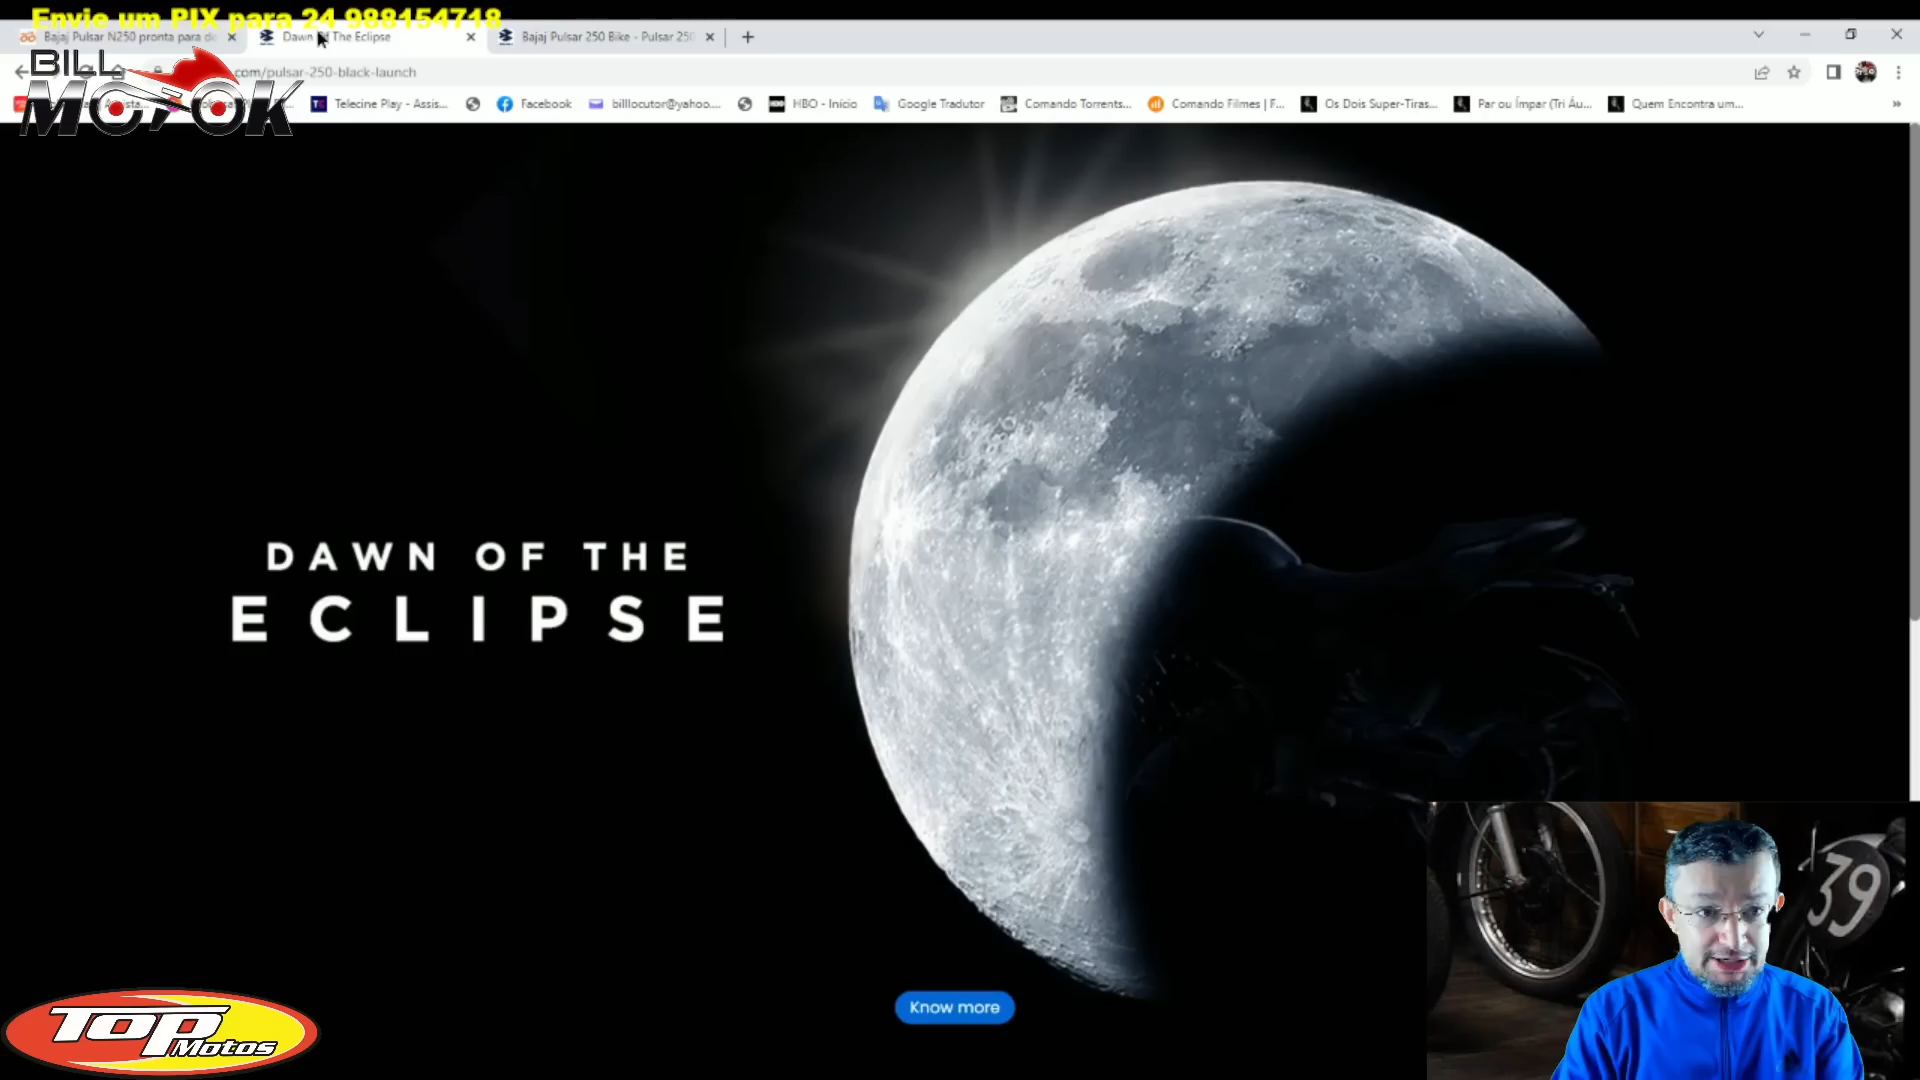 Envie um PIX para 24 988154718
Bajaj Pulsar N250 pronta para de
Dawn Of The Eclipse
Bajaj Pulsar 250 Bike - Pulsar 250
BILL
MOTOK
com/pulsar-250-black-launch
Telecine Play - Assis...
Facebook
billlocutor@yahoo....
HBO - Início
Google Tradutor
Comando Torrents...
Comando Filmes | F...
Os Dois Super-Tiras...
Par ou Ímpar (Tri Áu...
Quem Encontra um...
»
DAWN OF THE
ECLIPSE
Know more
39
TOP
Motos